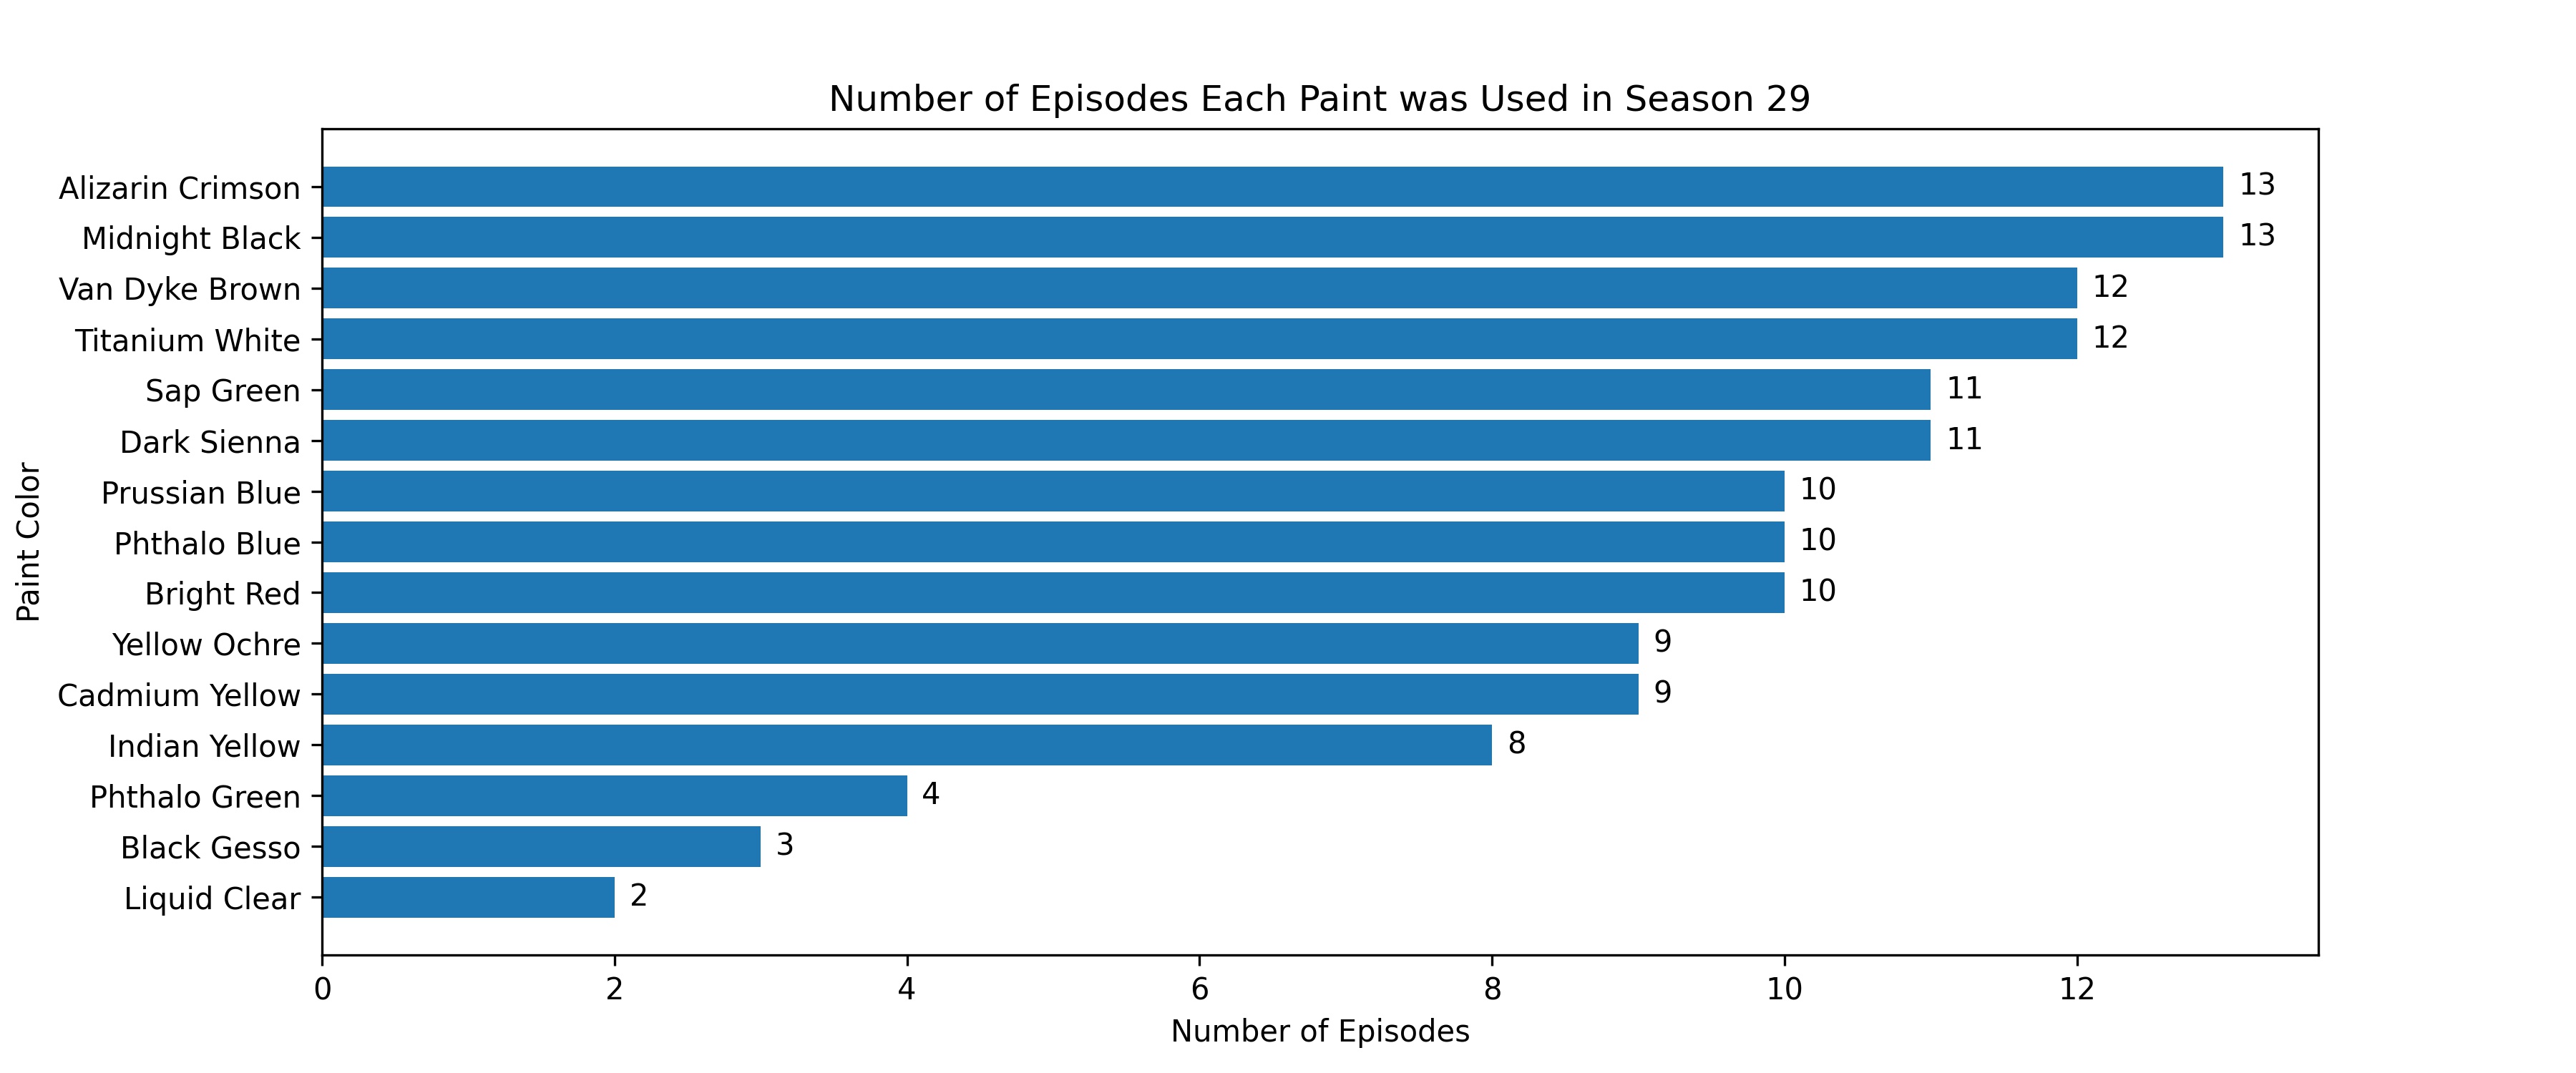 Number of Episodes Each Paint was Used in Season 29
Paint Color
Alizarin Crimson 13
Midnight Black 13
Van Dyke Brown 12
Titanium White 12
Sap Green 11
Dark Sienna 11
Prussian Blue 10
Phthalo Blue 10
Bright Red 10
Yellow Ochre 9
Cadmium Yellow 9
Indian Yellow 8
Phthalo Green 4
Black Gesso 3
Liquid Clear 2
0 2 4 6 8 10 12
Number of Episodes